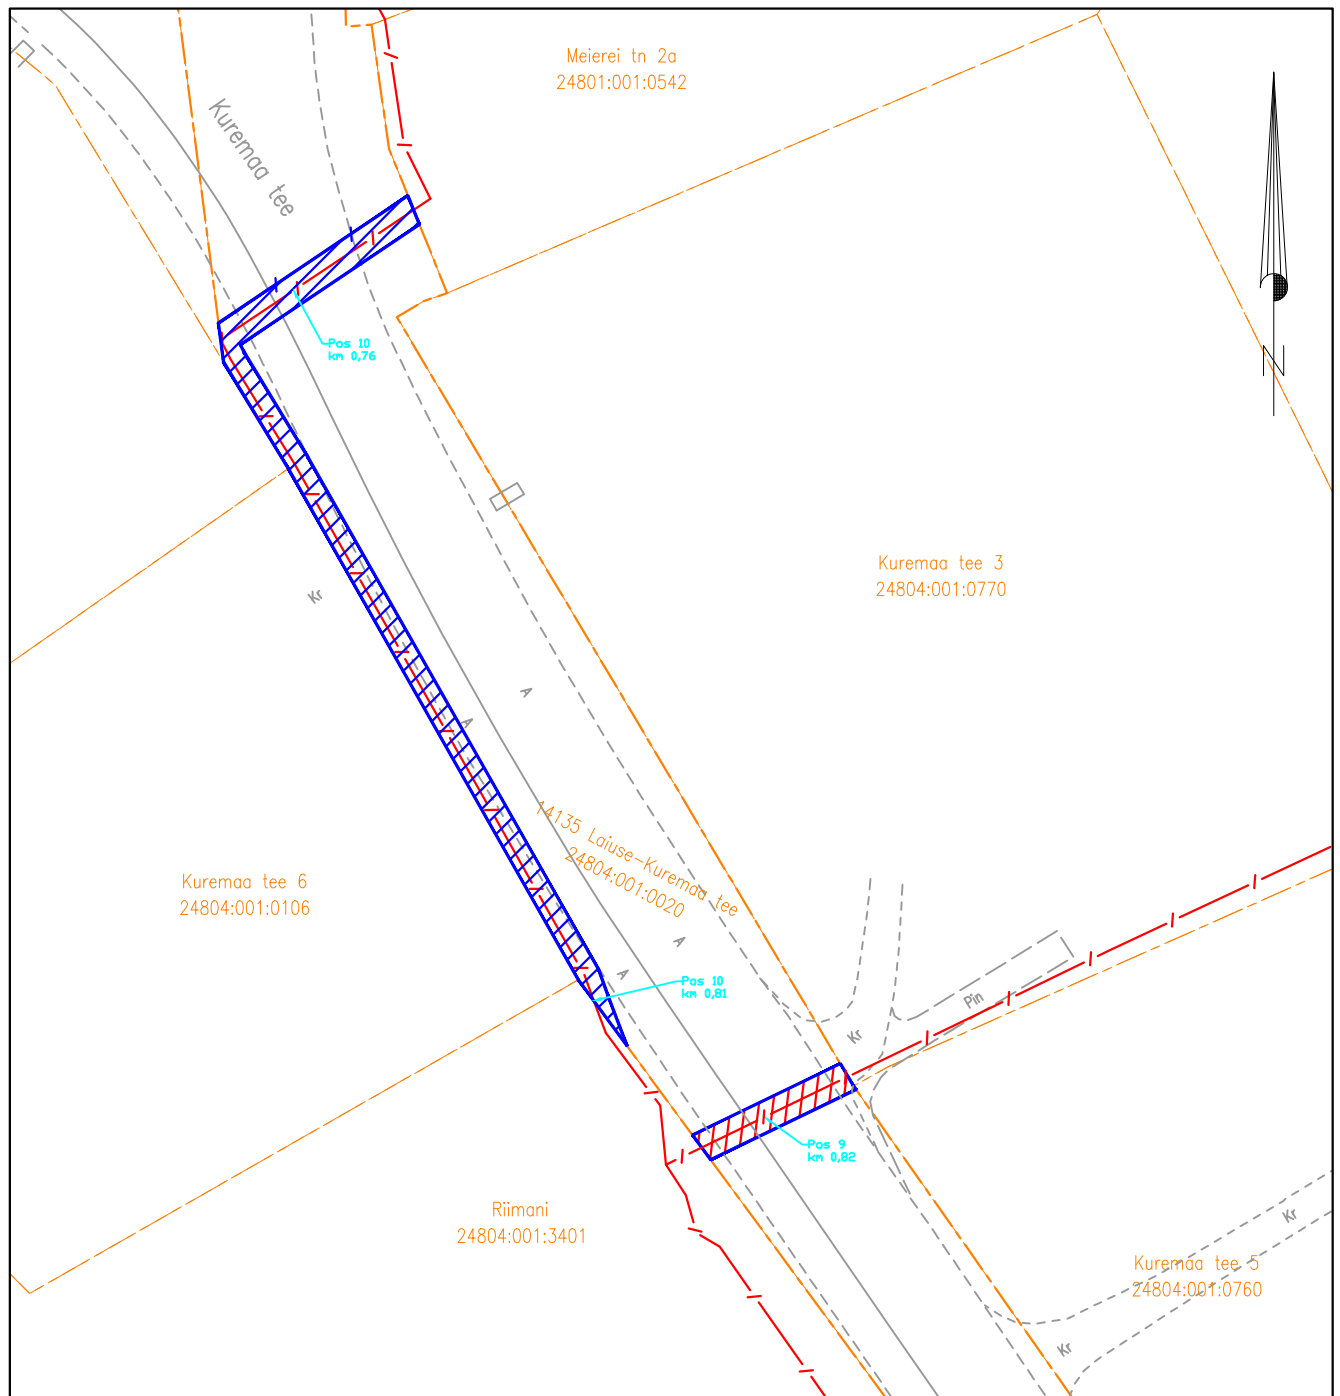 Meierei tn 2a
24801:001:0542
Kuremaa tee
N
Pos 10
km 0,76
Kuremaa tee 3
24804:001:0770
Kr
A
A
14135 Laiuse-Kuremaa tee
24804:001:0020
Kuremaa tee 6
24804:001:0106
A
A
Pos 10
km 0,81
Pin
Kr
Pos 9
km 0,82
Riimani
24804:001:3401
Kr
Kuremaa tee 5
24804:001:0760
Kr